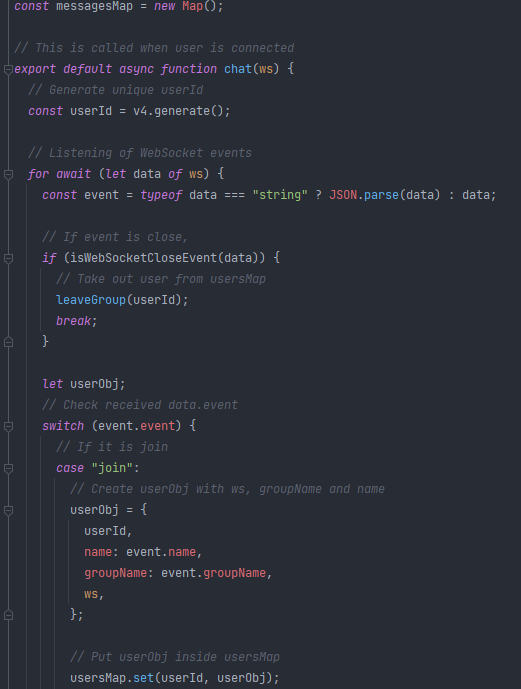 const messagesMap = new Map();

// This is called when user is connected
export default async function chat(ws) {
  // Generate unique userId
  const userId = v4.generate();

  // Listening of WebSocket events
  for await (let data of ws) {
    const event = typeof data === "string" ? JSON.parse(data) : data;

    // If event is close,
    if (isWebSocketCloseEvent(data)) {
      // Take out user from usersMap
      leaveGroup(userId);
      break;
    }

    let userObj;
    // Check received data.event
    switch (event.event) {
      // If it is join
      case "join":
        // Create userObj with ws, groupName and name
        userObj = {
          userId,
          name: event.name,
          groupName: event.groupName,
          ws,
        };

        // Put userObj inside usersMap
        usersMap.set(userId, userObj);